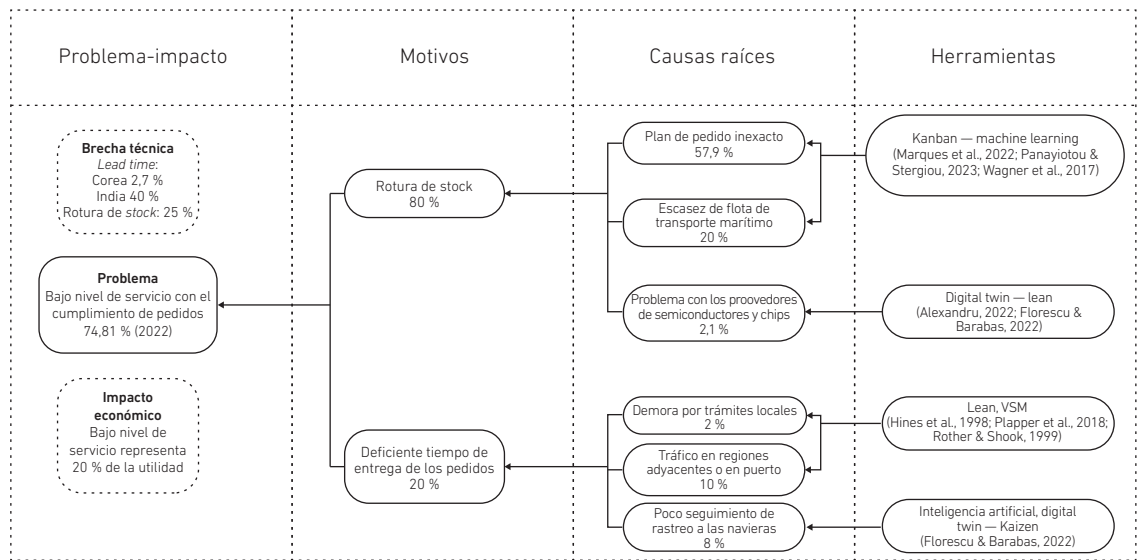 Problema-impacto
Motivos
Causas raíces
Herramientas
Brecha técnica
Lead time:
Corea 2,7 %
India 40 %
Rotura de stock: 25 %
Problema
Bajo nivel de servicio con el
cumplimiento de pedidos
74,81 % (2022)
Impacto
económico
Bajo nivel de
servicio representa
20 % de la utilidad
Rotura de stock
80 %
Deficiente tiempo de
entrega de los pedidos
20 %
Plan de pedido inexacto
57,9 %
Escasez de flota de
transporte marítimo
20 %
Problema con los proovedores
de semiconductores y chips
2,1 %
Demora por trámites locales
2 %
Tráfico en regiones
adyacentes o en puerto
10 %
Poco seguimiento de
rastreo a las navieras
8 %
Kanban — machine learning
(Marques et al., 2022; Panayiotou &
Stergiou, 2023; Wagner et al., 2017)
Digital twin — lean
(Alexandru, 2022; Florescu &
Barabas, 2022)
Lean, VSM
(Hines et al., 1998; Plapper et al., 2018;
Rother & Shook, 1999)
Inteligencia artificial, digital
twin — Kaizen
(Florescu & Barabas, 2022)